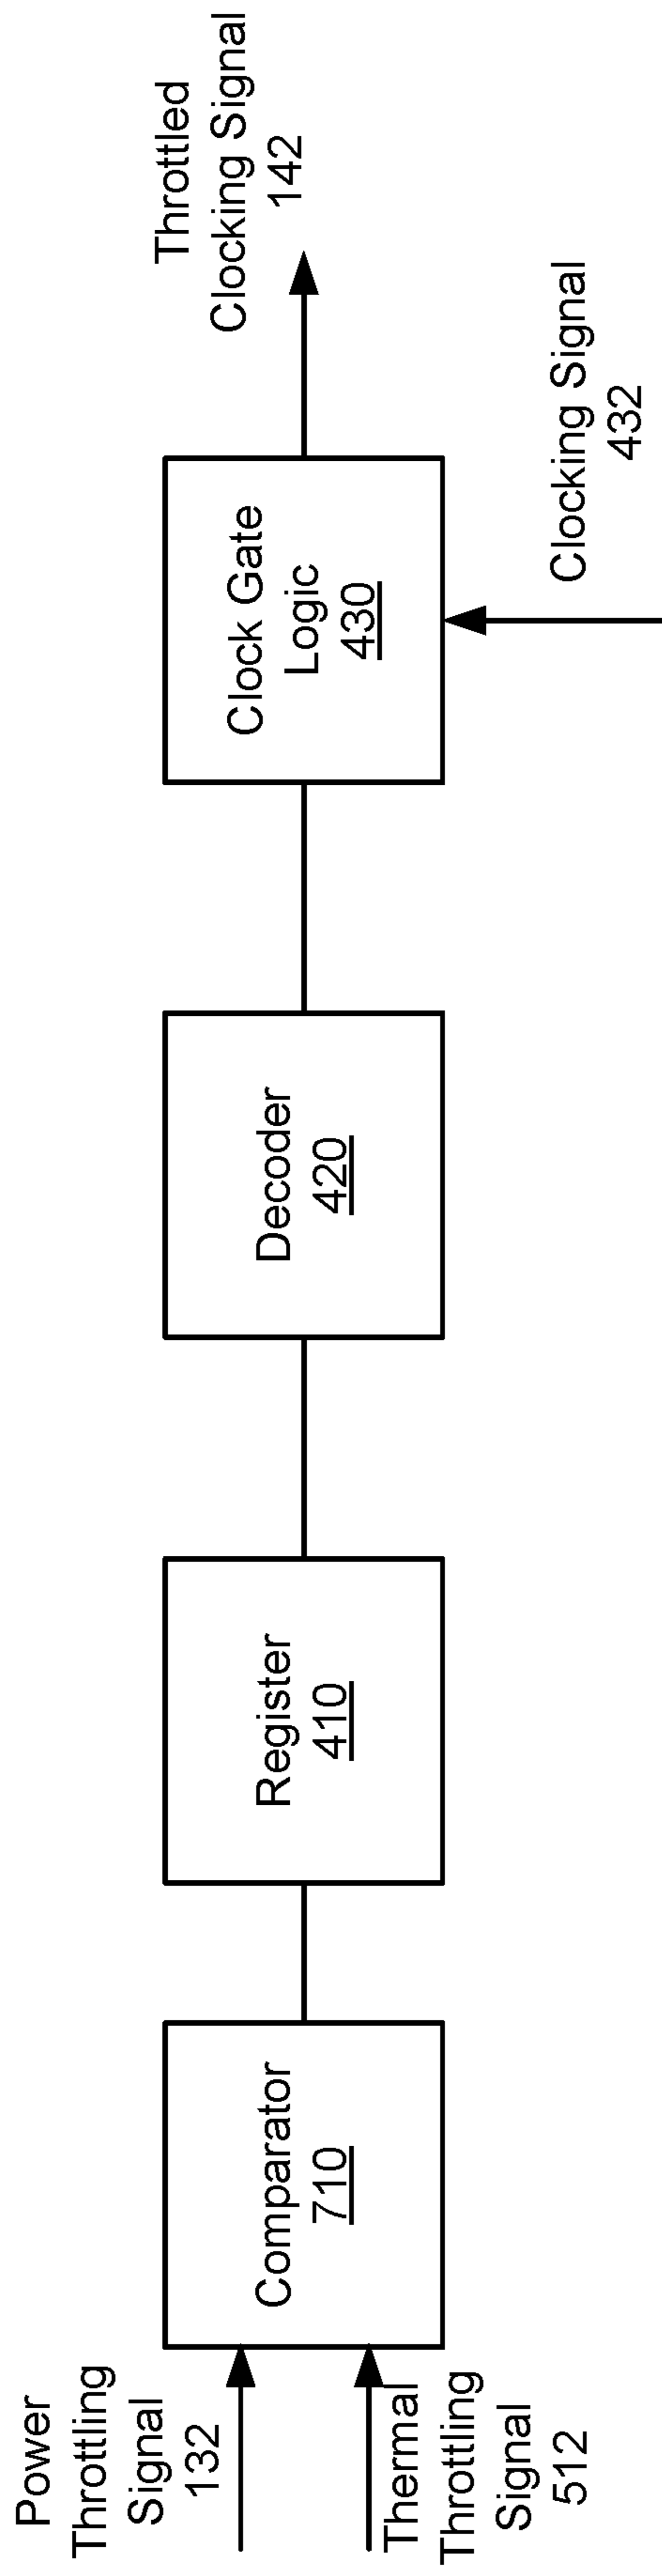 Power
Throttling
Signal
132
Thermal
Throttling
Signal
512
Comparator
710
Register
410
Decoder
420
Clock Gate
Logic
430
Throttled
Clocking Signal
142
Clocking Signal
432